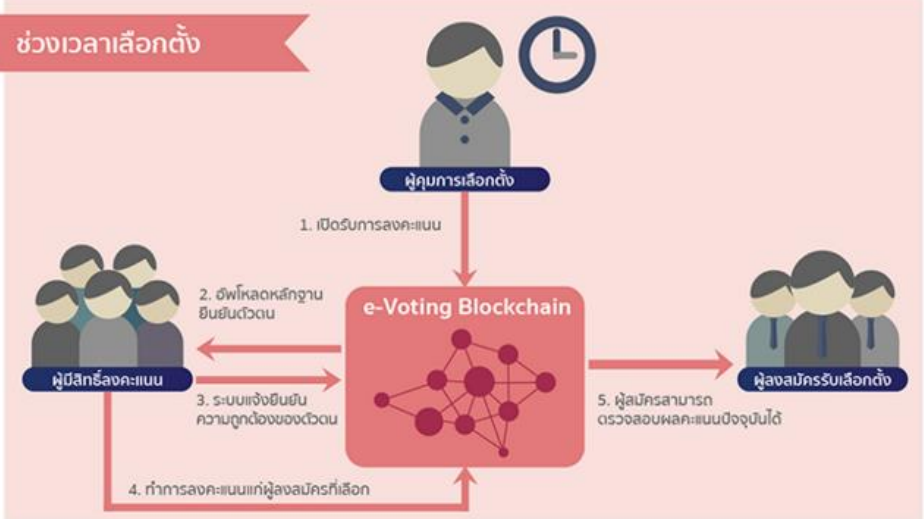 ช่วงเวลาเลือกตั้ง
ผู้คุมการเลือกตั้ง
1. เปิดรับการลงคะแนน
2. อัพโหลดหลักฐาน
ยืนยันตัวตน
e-Voting Blockchain
ผู้มีสิทธิ์ลงคะแนน
ผู้ลงสมัครรับเลือกตั้ง
3. ระบบแจ้งยืนยัน
ความถูกต้องของตัวตน
5. ผู้สมัครสามารถ
ตรวจสอบผลคะแนนปัจจุบันได้
4. ทำการลงคะแนนแก่ผู้ลงสมัครที่เลือก